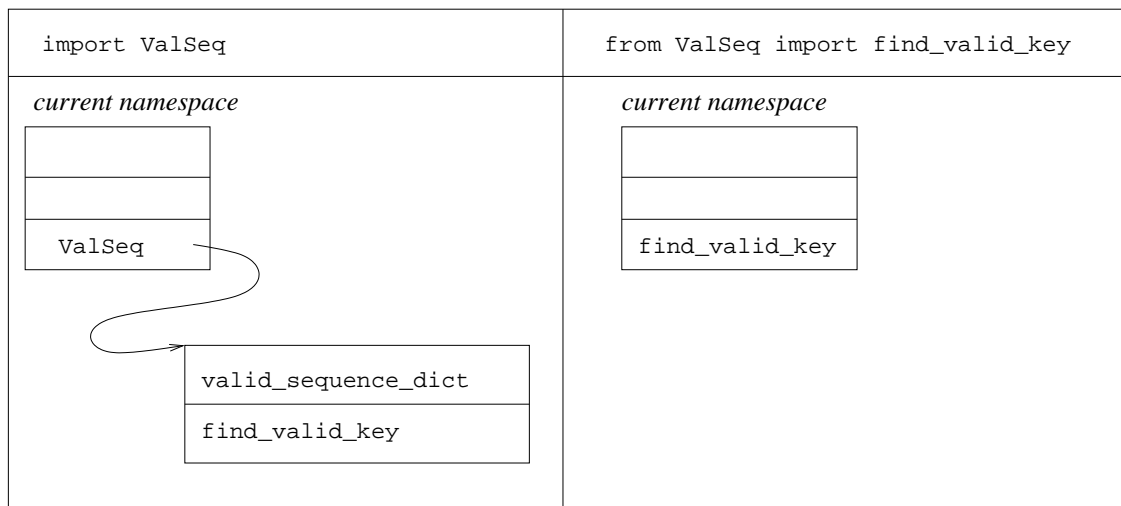 import ValSeq
from ValSeq import find_valid_key
current namespace
current namespace
ValSeq
find_valid_key
valid_sequence_dict
find_valid_key